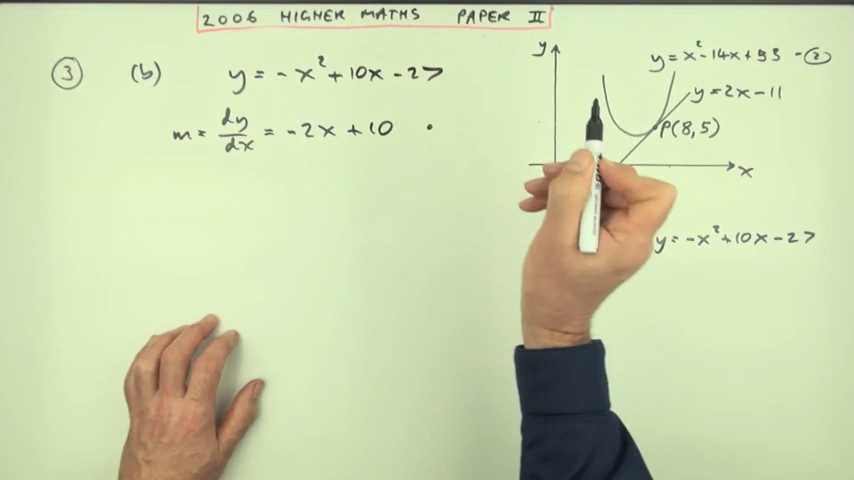 2006 HIGHER MATHS PAPER II
③ (b) y = -x² + 10x - 27
m = dy/dx = -2x + 10 .
y
y = x² - 14x + 53 - ②
y = 2x - 11
P(8,5)
x
y = -x² + 10x - 27